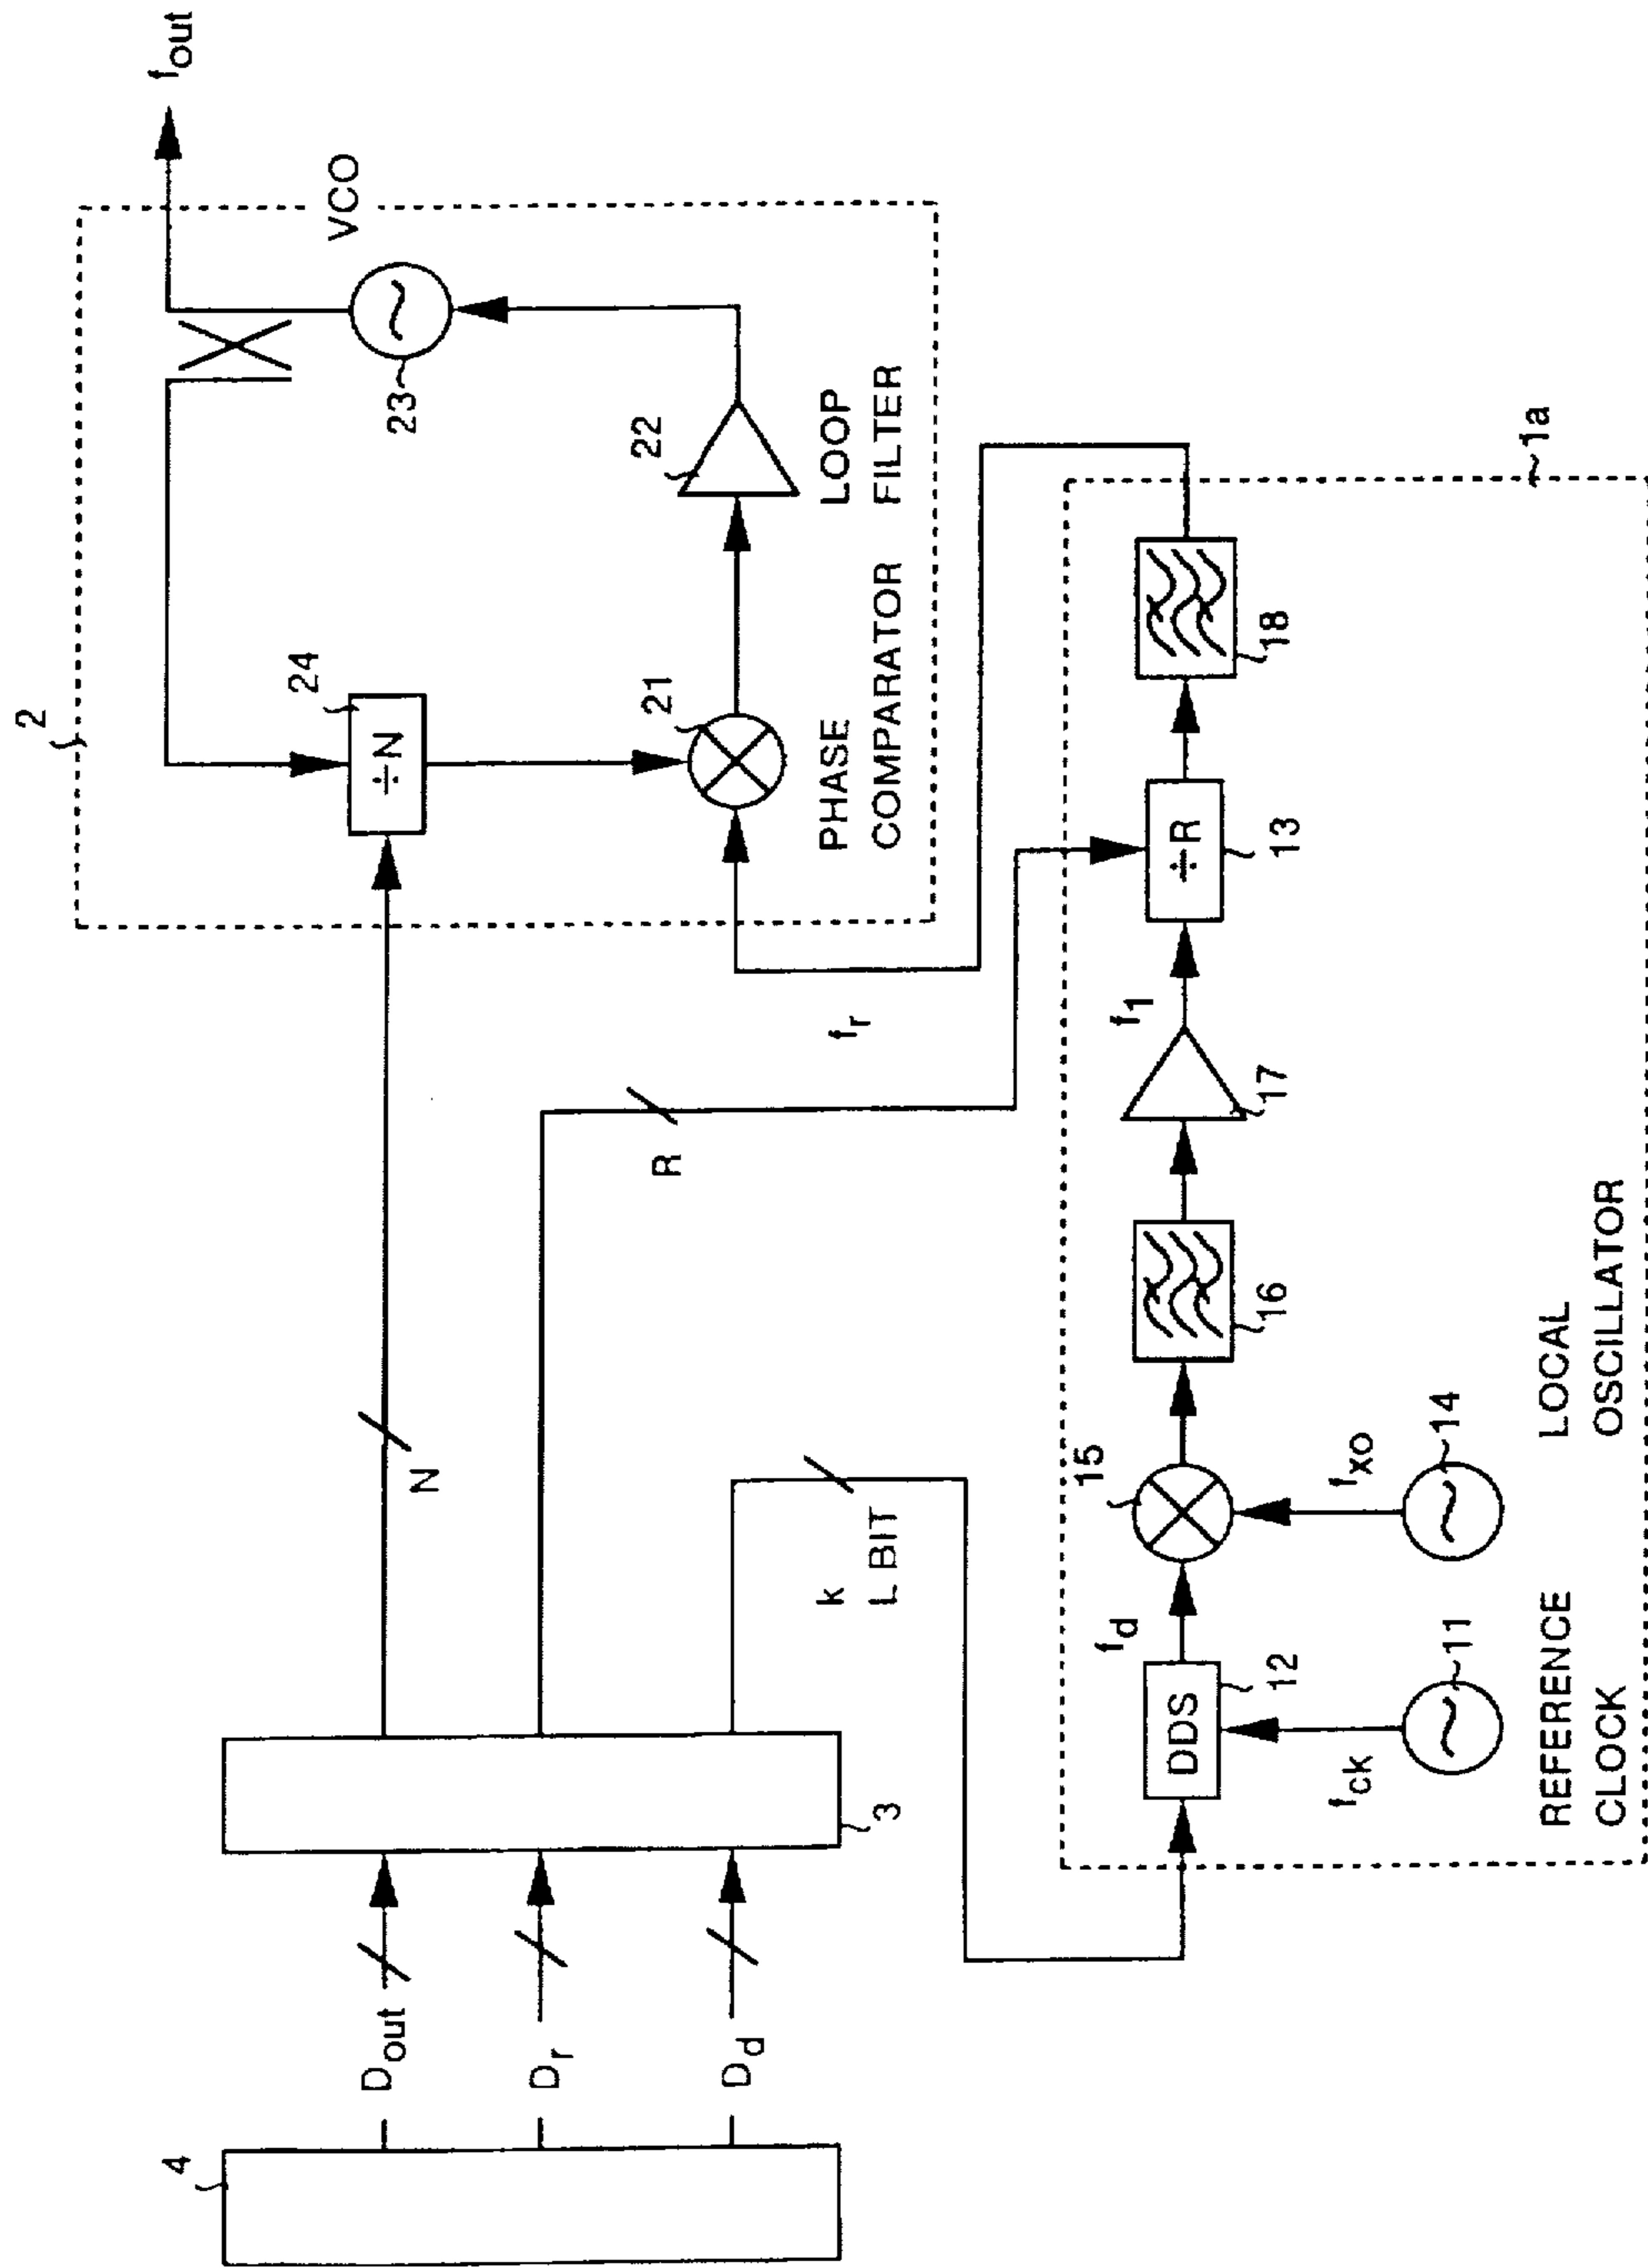 2
f_out
VCO
24
÷N
23
22
21
PHASE
COMPARATOR
LOOP
FILTER
4
D_out
D_r
D_d
3
N
R
k
L BIT
f_r
1a
DDS
12
f_d
15
16
17
f_1
÷R
13
18
f_ck
11
f_xo
14
REFERENCE
CLOCK
LOCAL
OSCILLATOR